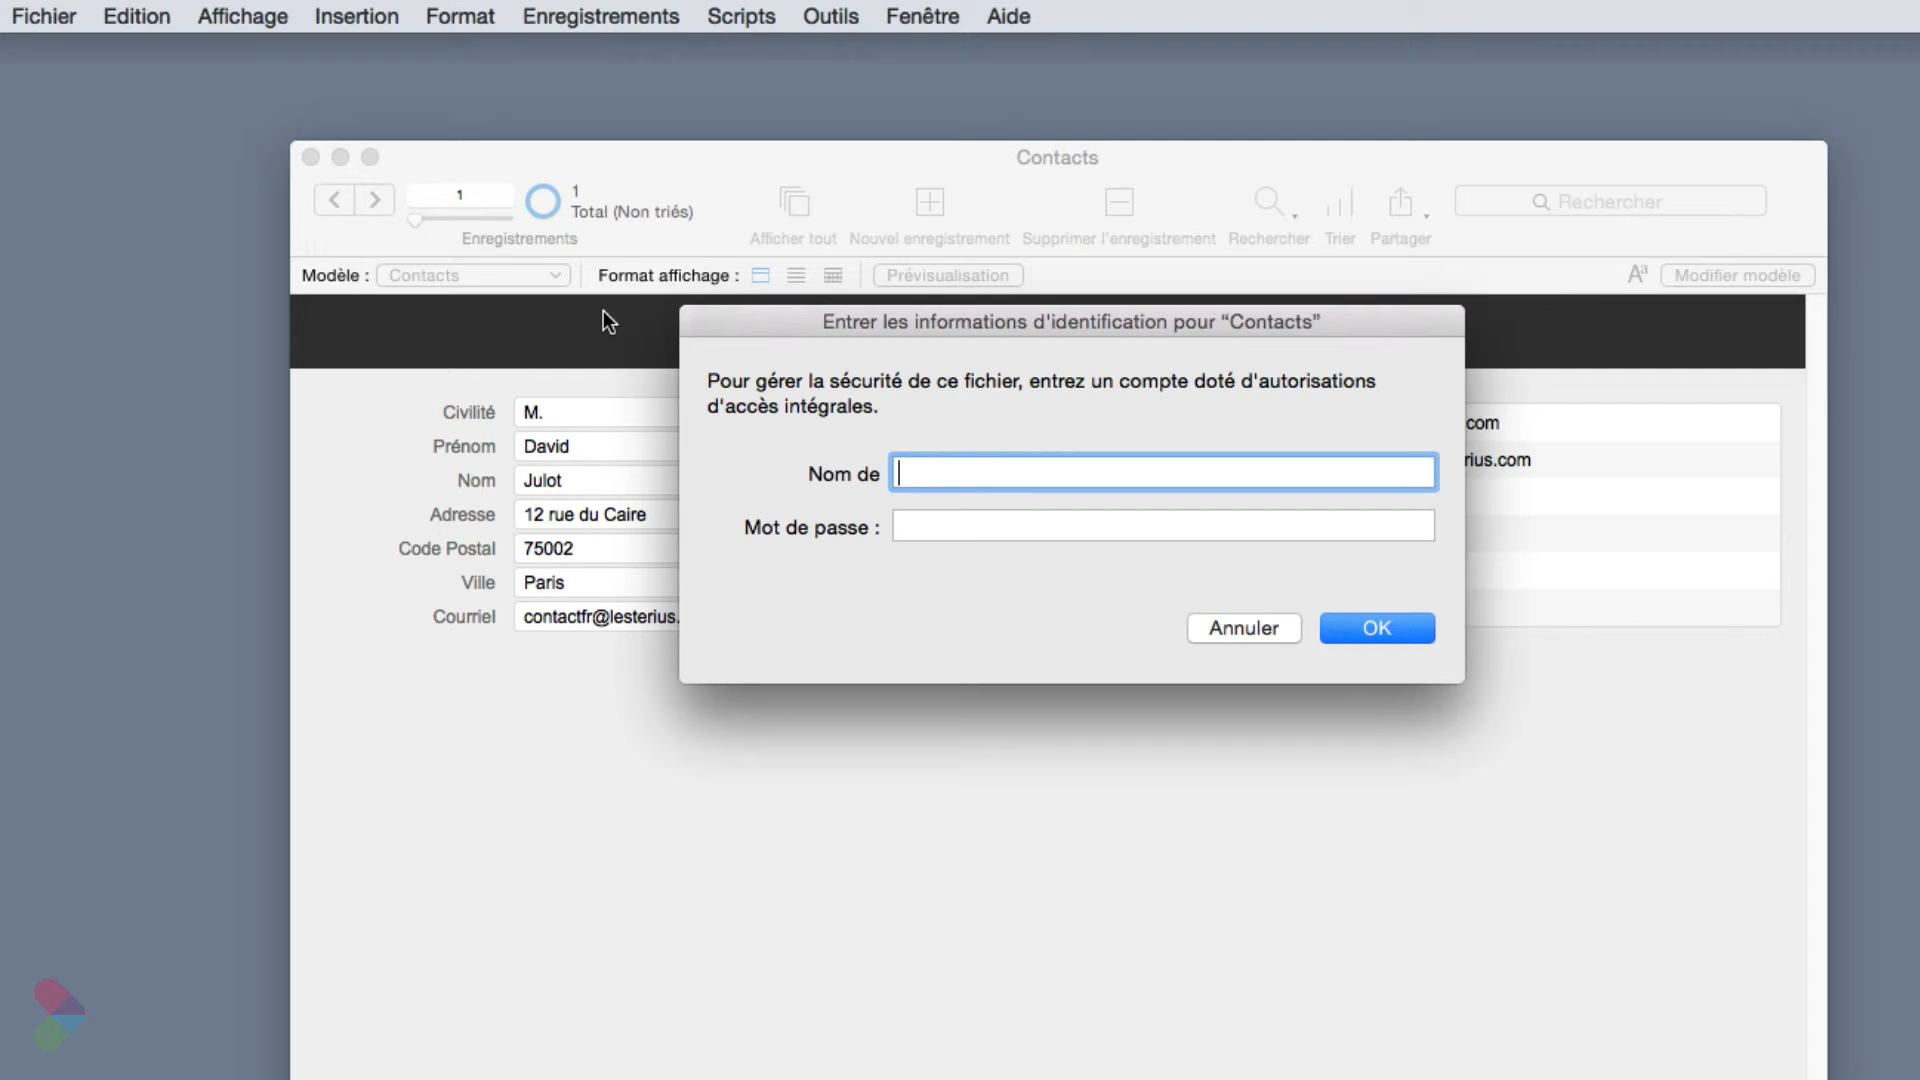 Fichier Edition Affichage Insertion Format Enregistrements Scripts Outils Fenêtre Aide
Contacts
1
1
Total (Non triés)
Enregistrements
Afficher tout
Nouvel enregistrement
Supprimer l'enregistrement
Rechercher
Trier
Partager
Rechercher
Modèle : Contacts
Format affichage :
Prévisualisation
Aa
Modifier modèle
Entrer les informations d'identification pour “Contacts”
Pour gérer la sécurité de ce fichier, entrez un compte doté d'autorisations
d'accès intégrales.
Nom de
Mot de passe :
Annuler OK
Civilité M.
Prénom David
Nom Julot
Adresse 12 rue du Caire
Code Postal 75002
Ville Paris
Courriel contactfr@lesterius.
com
rius.com